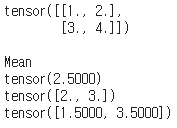 tensor([[1., 2.],
        [3., 4.]])

Mean
tensor(2.5000)
tensor([2., 3.])
tensor([1.5000, 3.5000])